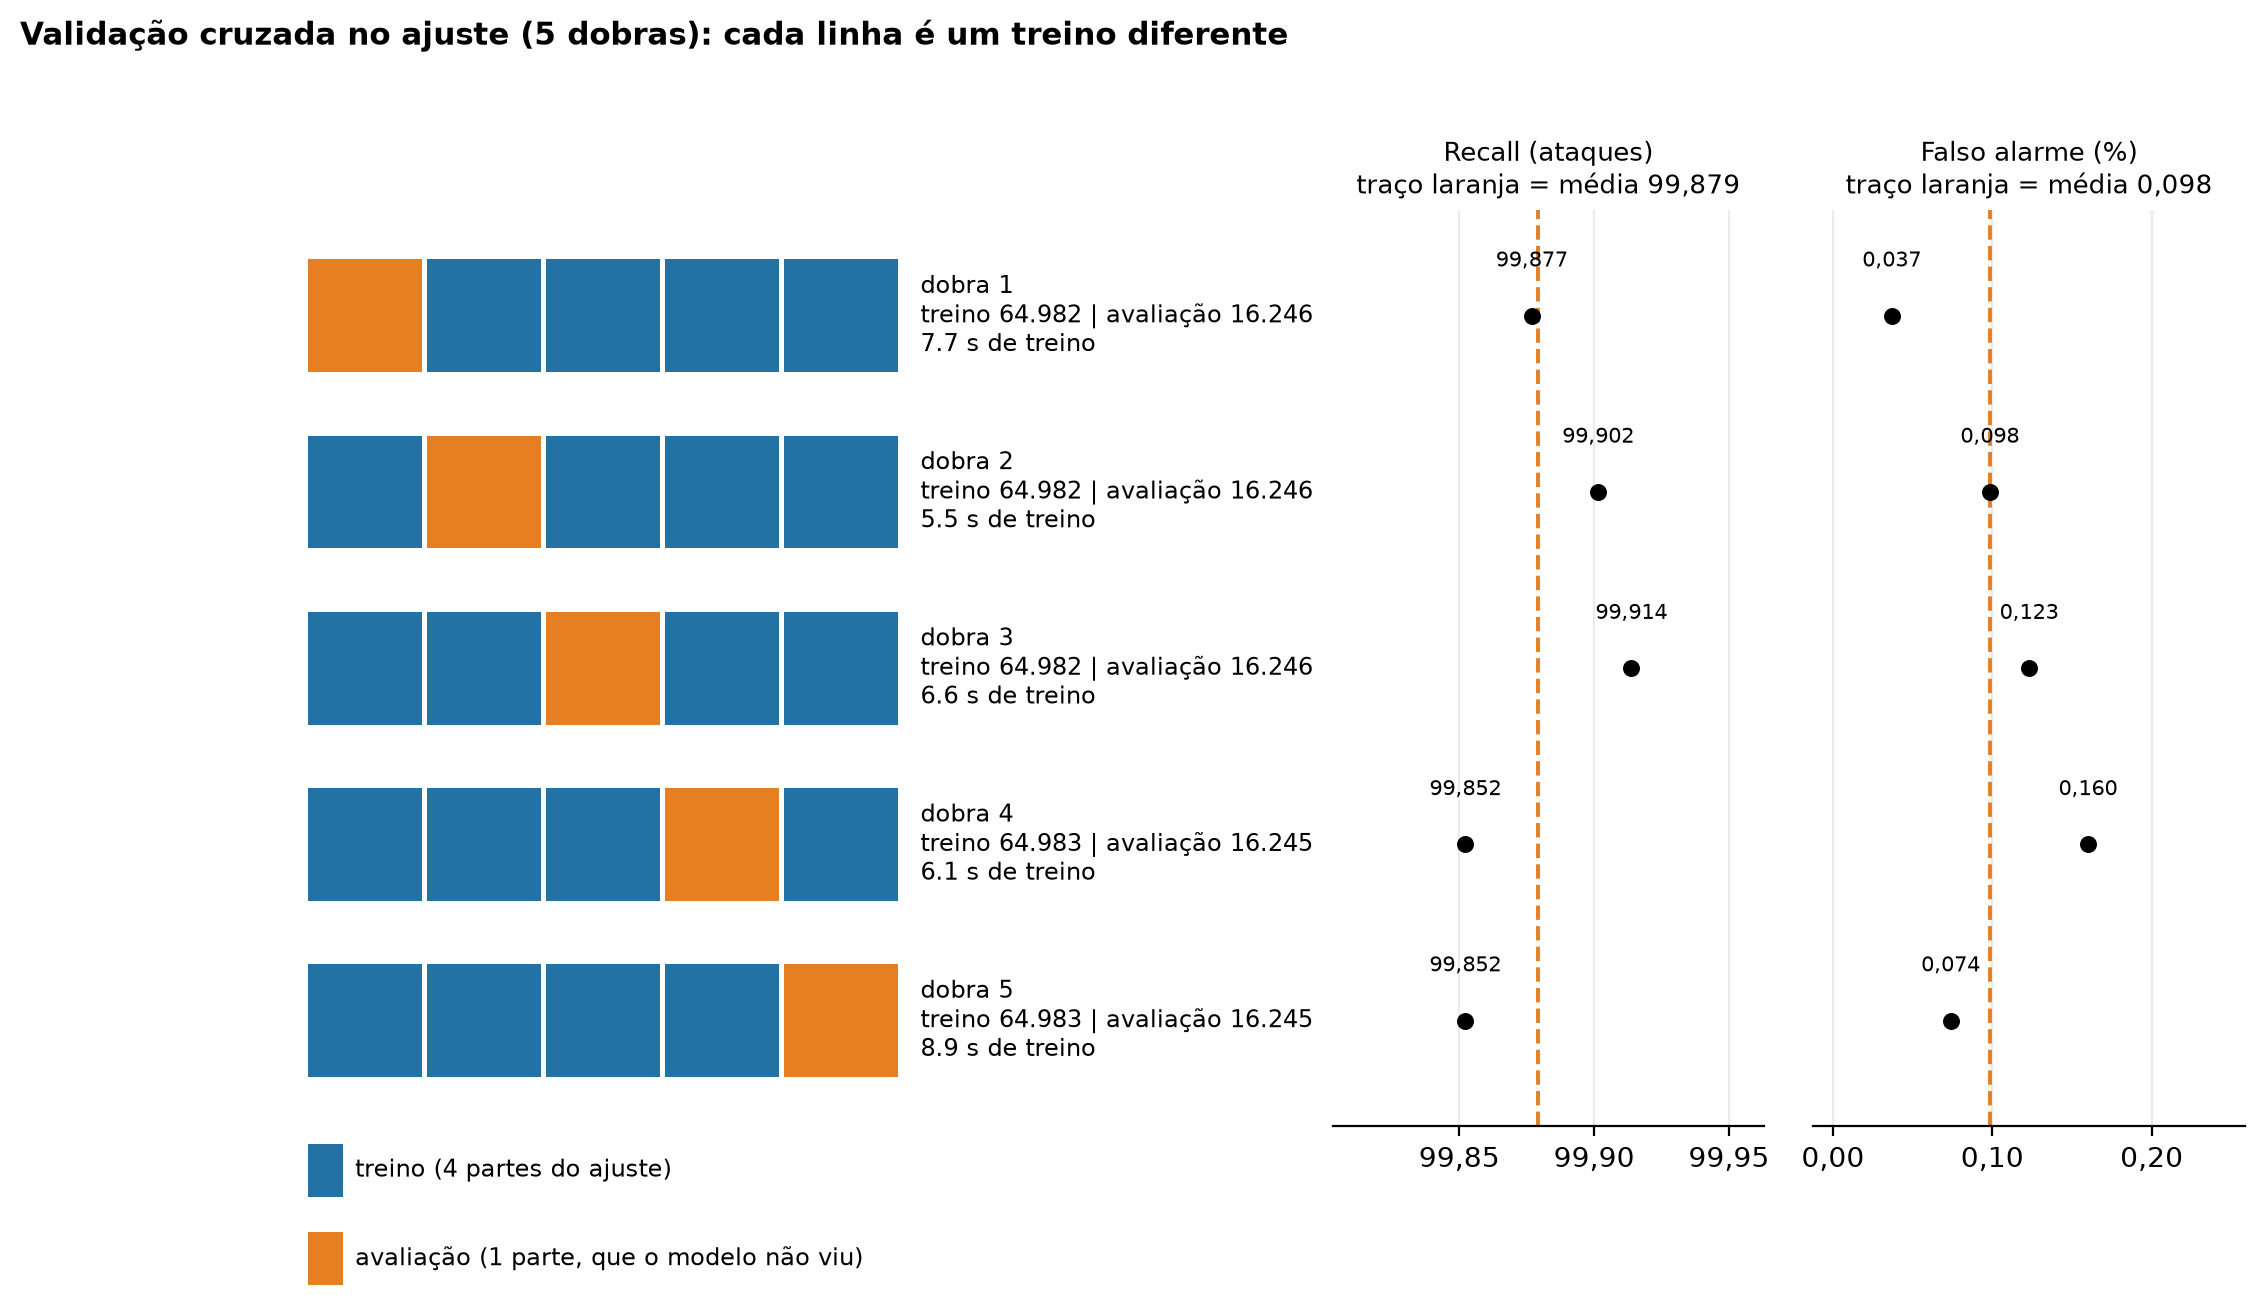 Validação cruzada no ajuste (5 dobras): cada linha é um treino diferente
Recall (ataques)
traço laranja = média 99,879
Falso alarme (%)
traço laranja = média 0,098
dobra 1
treino 64.982 | avaliação 16.246
7.7 s de treino
99,877
0,037
dobra 2
treino 64.982 | avaliação 16.246
5.5 s de treino
99,902
0,098
dobra 3
treino 64.982 | avaliação 16.246
6.6 s de treino
99,914
0,123
dobra 4
treino 64.983 | avaliação 16.245
6.1 s de treino
99,852
0,160
dobra 5
treino 64.983 | avaliação 16.245
8.9 s de treino
99,852
0,074
99,85 99,90 99,95
0,00 0,10 0,20
treino (4 partes do ajuste)
avaliação (1 parte, que o modelo não viu)